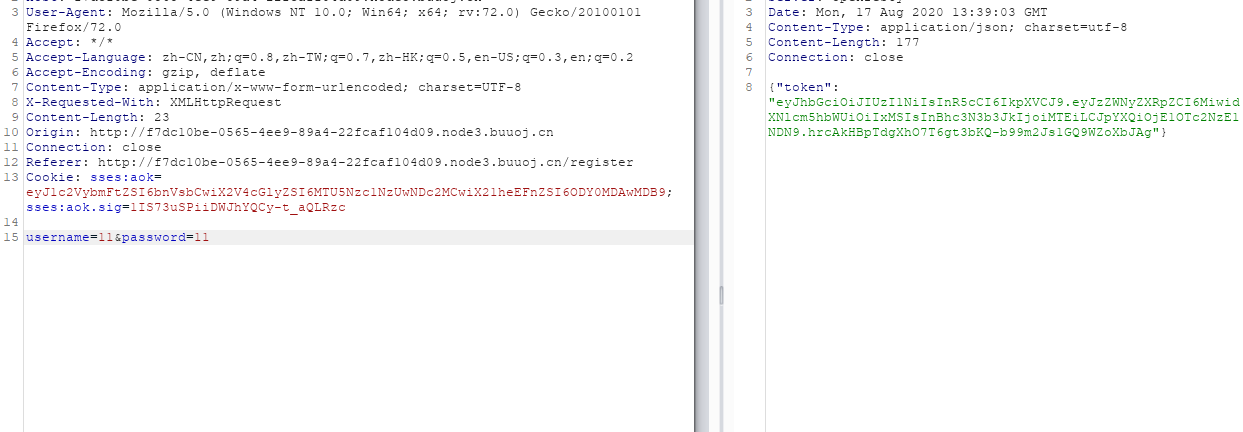 3 User-Agent: Mozilla/5.0 (Windows NT 10.0; Win64; x64; rv:72.0) Gecko/20100101
Firefox/72.0
4 Accept: */*
5 Accept-Language: zh-CN,zh;q=0.8,zh-TW;q=0.7,zh-HK;q=0.5,en-US;q=0.3,en;q=0.2
6 Accept-Encoding: gzip, deflate
7 Content-Type: application/x-www-form-urlencoded; charset=UTF-8
8 X-Requested-With: XMLHttpRequest
9 Content-Length: 23
10 Origin: http://f7dc10be-0565-4ee9-89a4-22fcaf104d09.node3.buuoj.cn
11 Connection: close
12 Referer: http://f7dc10be-0565-4ee9-89a4-22fcaf104d09.node3.buuoj.cn/register
13 Cookie: sses:aok=
eyJ1c2VybmFtZSI6bnVsbCwiX2V4cGlyZSI6MTU5Nzc1NzUwNDc2MCwiX21heEFnZSI6ODY0MDAwMDB9;
sses:aok.sig=1IS73uSPiiDWJhYQCy-t_aQLRzc
14
15 username=11&password=11
3 Date: Mon, 17 Aug 2020 13:39:03 GMT
4 Content-Type: application/json; charset=utf-8
5 Content-Length: 177
6 Connection: close
7
8 {"token":
"eyJhbGciOiJIUzI1NiIsInR5cCI6IkpXVCJ9.eyJzZWNyZXRpZCI6Miwid
XNlcm5hbWUiOiIxMSIsInBhc3N3b3JkIjoiMTEiLCJpYXQiOjE1OTc2NzE1
NDN9.hrcAkHBpTdgXhO7T6gt3bKQ-b99m2Js1GQ9WZoXbJAg"}